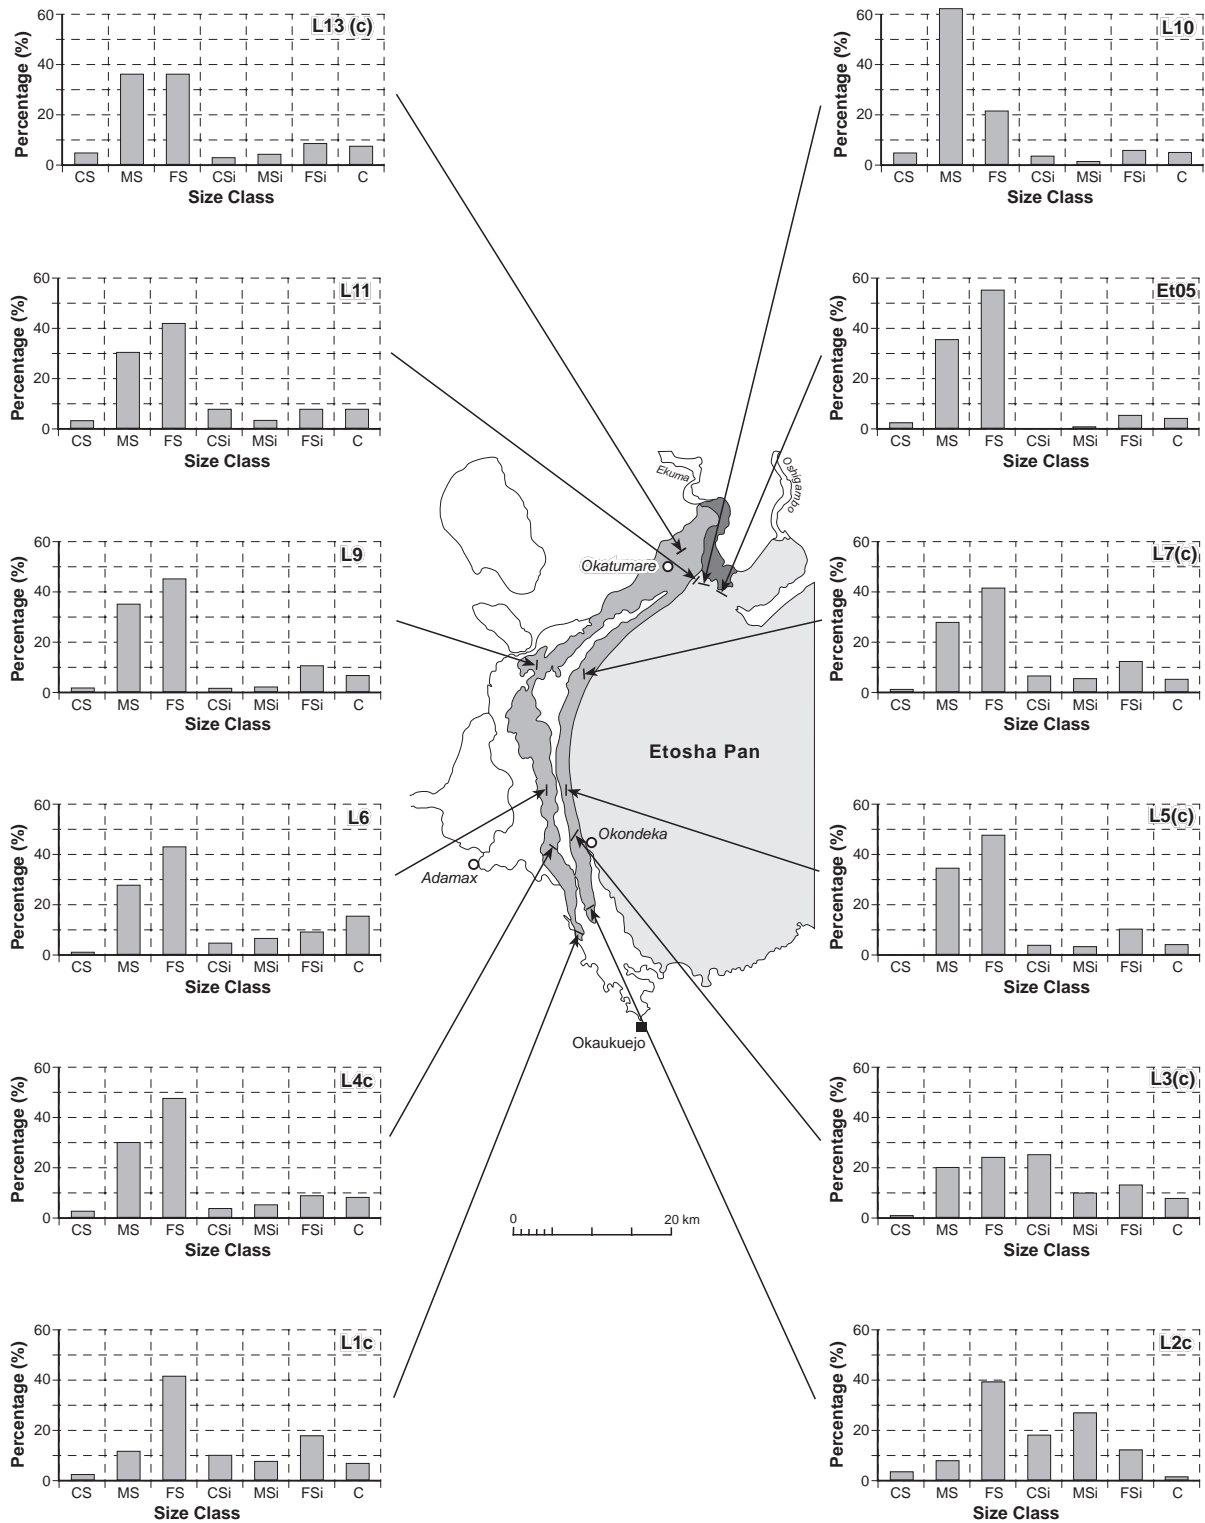 L13 (c)
Percentage (%)
60
40
20
0
CS MS FS CSi MSi FSi C
Size Class
L10
Percentage (%)
60
40
20
0
CS MS FS CSi MSi FSi C
Size Class
L11
Percentage (%)
60
40
20
0
CS MS FS CSi MSi FSi C
Size Class
Et05
Percentage (%)
60
40
20
0
CS MS FS CSi MSi FSi C
Size Class
Ekuma
Oshigambo
Okatumare
L9
Percentage (%)
60
40
20
0
CS MS FS CSi MSi FSi C
Size Class
L7(c)
Percentage (%)
60
40
20
0
CS MS FS CSi MSi FSi C
Size Class
Etosha Pan
L6
Percentage (%)
60
40
20
0
CS MS FS CSi MSi FSi C
Size Class
Okondeka
Adamax
L5(c)
Percentage (%)
60
40
20
0
CS MS FS CSi MSi FSi C
Size Class
Okaukuejo
L4c
Percentage (%)
60
40
20
0
CS MS FS CSi MSi FSi C
Size Class
L3(c)
Percentage (%)
60
40
20
0
CS MS FS CSi MSi FSi C
Size Class
0 20 km
L1c
Percentage (%)
60
40
20
0
CS MS FS CSi MSi FSi C
Size Class
L2c
Percentage (%)
60
40
20
0
CS MS FS CSi MSi FSi C
Size Class